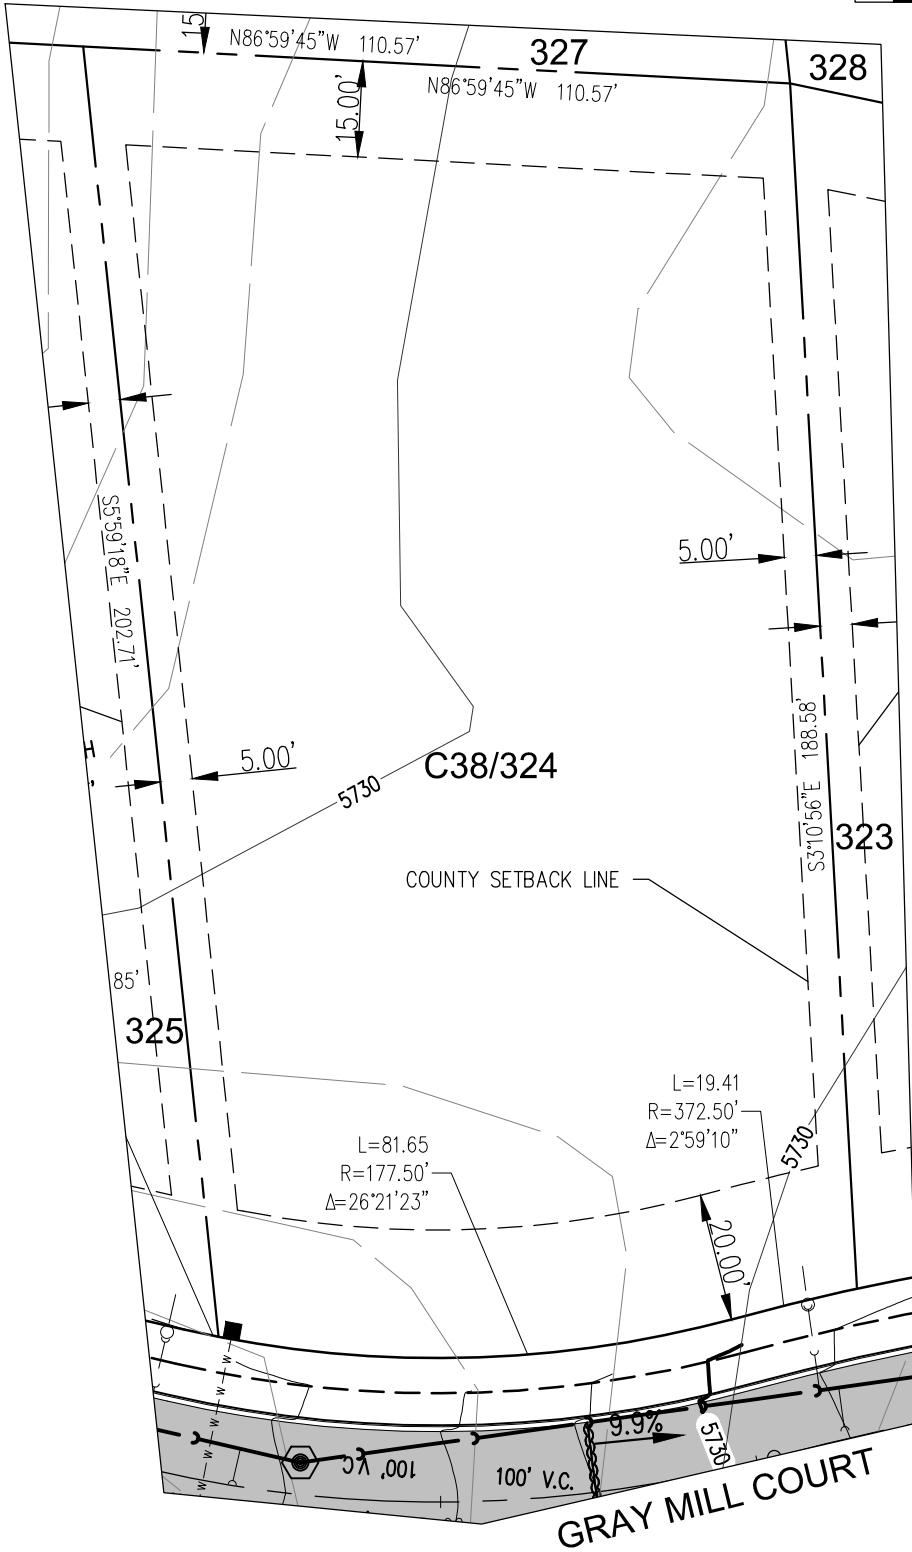 15
N86°59'45"W 110.57'
327
328
N86°59'45"W 110.57'
15.00'
S5°59'18"E 202.71'
5.00'
5.00'
S3°10'56"E 188.58'
H
'
C38/324
5730
323
COUNTY SETBACK LINE
85'
325
L=19.41
R=372.50'
Δ=2°59'10"
L=81.65
R=177.50'
Δ=26°21'23"
5730
20.00'
W
W
W
W
W
W
9.9%
5730
100' V.C.
100' V.C.
GRAY MILL COURT